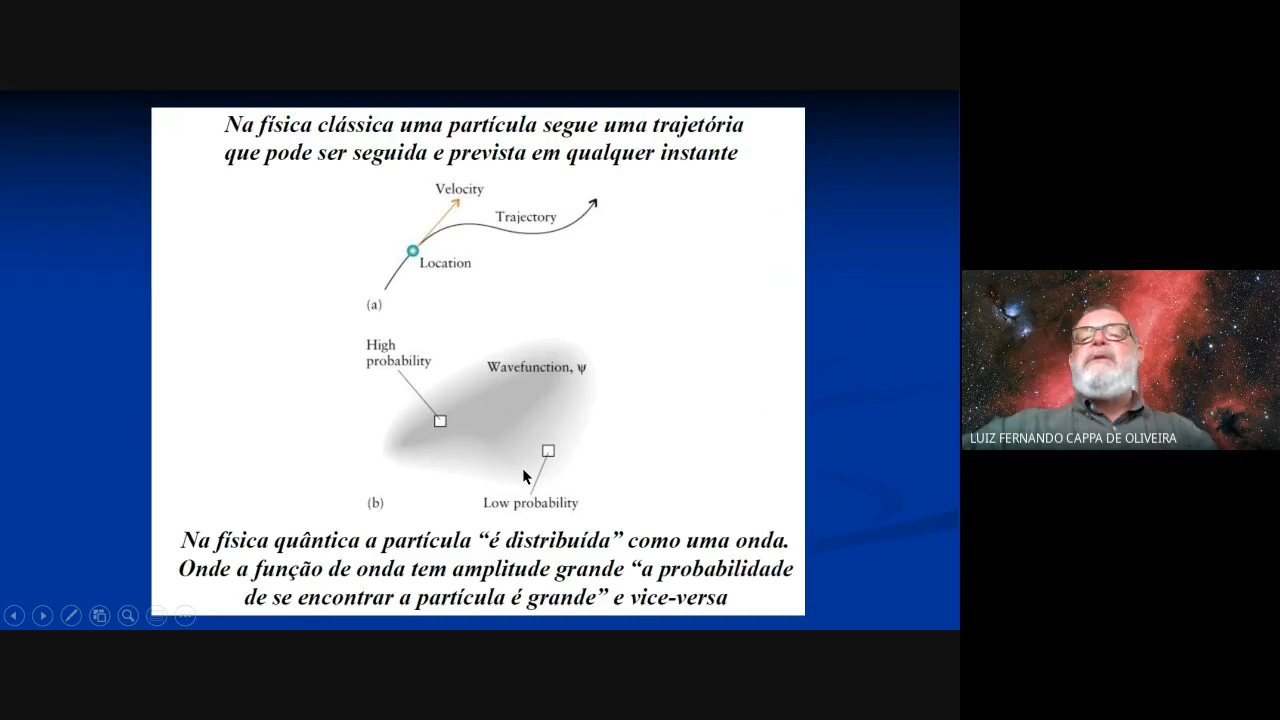 Na física clássica uma partícula segue uma trajetória
que pode ser seguida e prevista em qualquer instante
Velocity
Trajectory
Location
(a)
High
probability
Wavefunction, ψ
(b)
Low probability
Na física quântica a partícula “é distribuída” como uma onda.
Onde a função de onda tem amplitude grande “a probabilidade
de se encontrar a partícula é grande” e vice-versa
LUIZ FERNANDO CAPPA DE OLIVEIRA